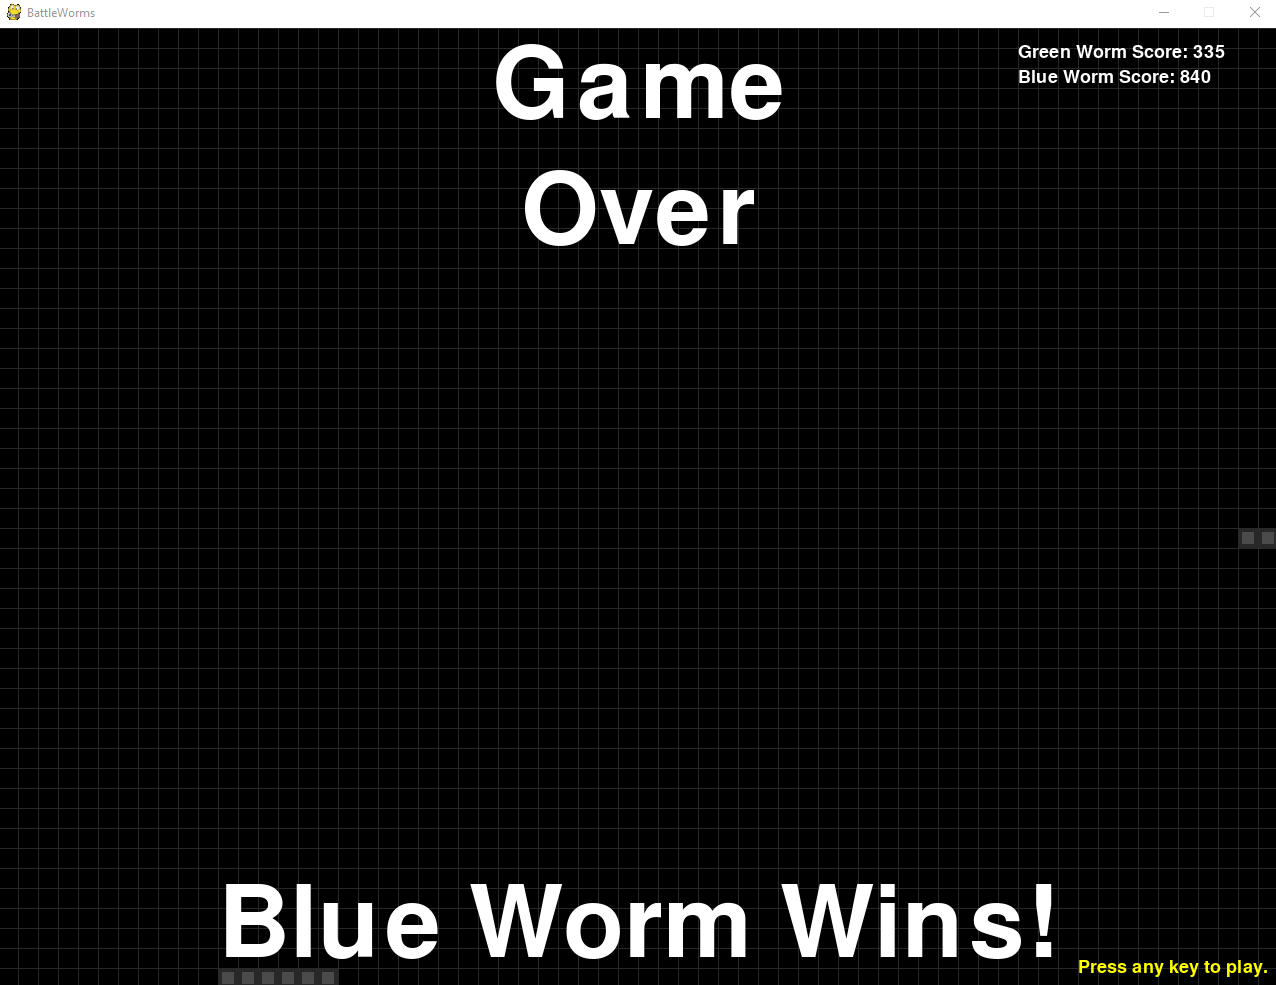 BattleWorms
Green Worm Score: 335
Blue Worm Score: 840
Game
Over
Blue Worm Wins!
Press any key to play.